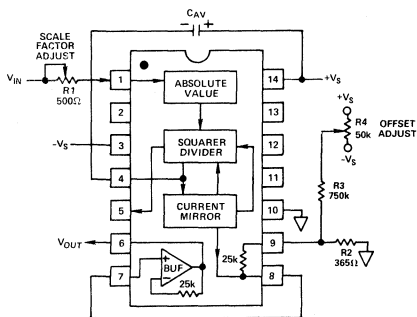 CAV
− +
SCALE
FACTOR
ADJUST
VIN
R1
500Ω
1
ABSOLUTE
VALUE
14
+VS
2
13
+VS
R4
50k
OFFSET
ADJUST
−VS
−VS
3
SQUARER
DIVIDER
12
4
11
R3
750k
5
CURRENT
MIRROR
10
VOUT
6
25k
9
R2
365Ω
7
+
BUF
−
25k
8